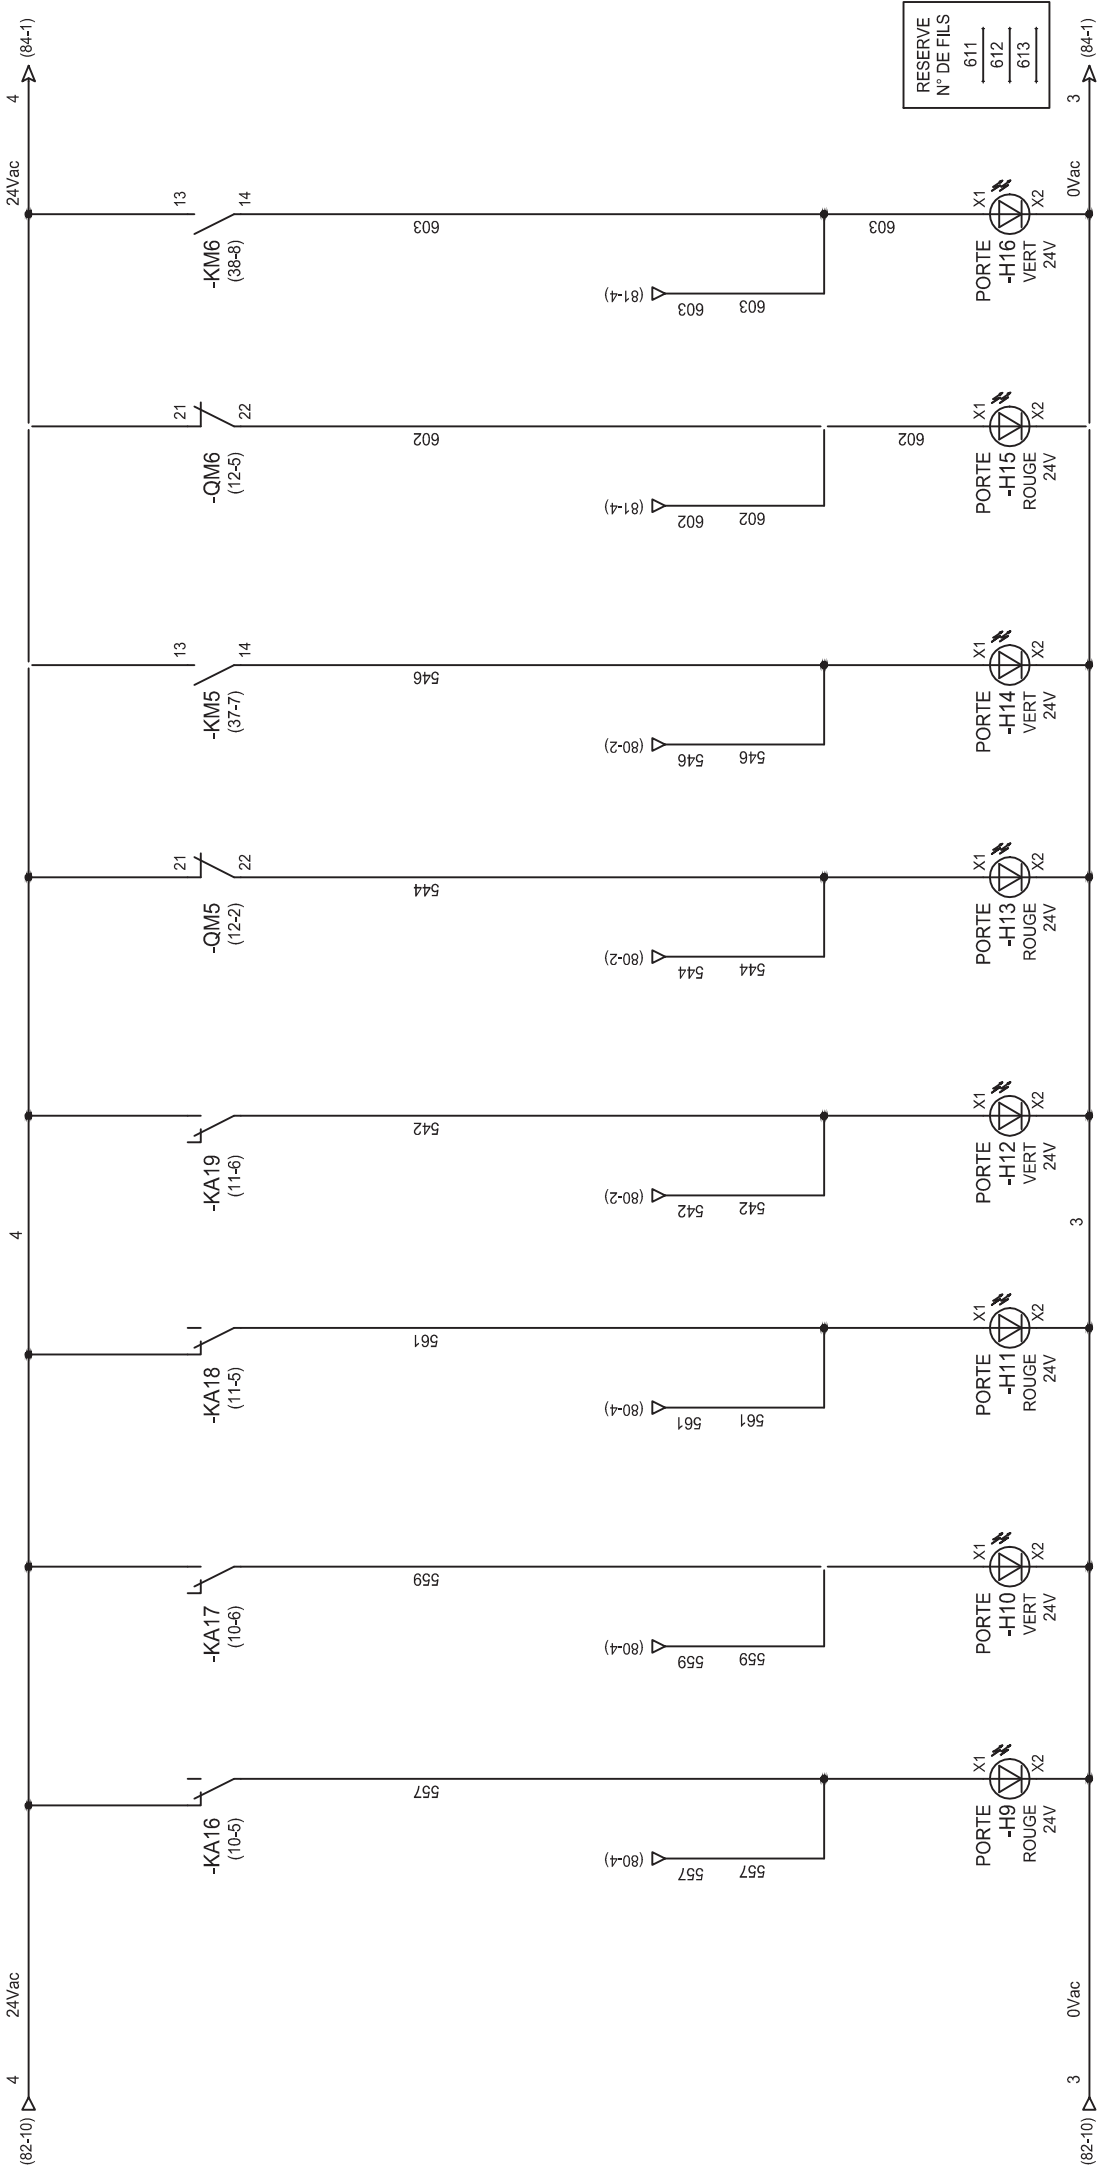 (82-10)
4
24Vac
4
24Vac
4
(84-1)
-KA16
(10-5)
557
(80-4)
557
557
PORTE
-H9
ROUGE
24V
X1
X2
-KA17
(10-6)
559
(80-4)
559
559
PORTE
-H10
VERT
24V
X1
X2
-KA18
(11-5)
561
(80-4)
561
561
PORTE
-H11
ROUGE
24V
X1
X2
-KA19
(11-6)
542
(80-2)
542
542
PORTE
-H12
VERT
24V
X1
X2
-QM5
(12-2)
21
22
544
(80-2)
544
544
PORTE
-H13
ROUGE
24V
X1
X2
-KM5
(37-7)
13
14
546
(80-2)
546
546
PORTE
-H14
VERT
24V
X1
X2
-QM6
(12-5)
21
22
602
(81-4)
602
602
602
PORTE
-H15
ROUGE
24V
X1
X2
-KM6
(38-8)
13
14
603
(81-4)
603
603
603
PORTE
-H16
VERT
24V
X1
X2
RESERVE
N° DE FILS
611
612
613
(82-10)
3
0Vac
3
0Vac
3
(84-1)